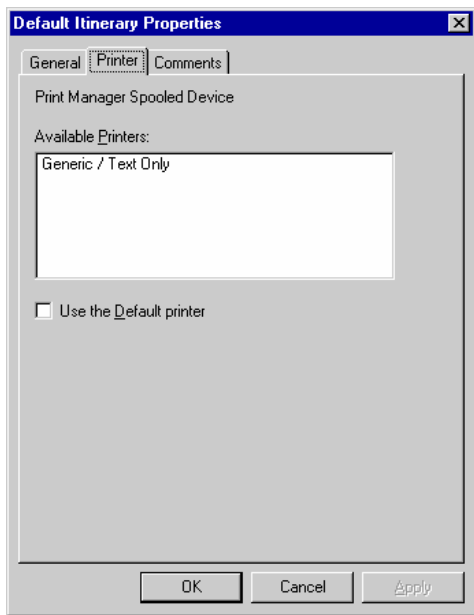 Default Itinerary Properties
General Printer Comments
Print Manager Spooled Device
Available Printers:
Generic / Text Only
Use the Default printer
OK Cancel Apply